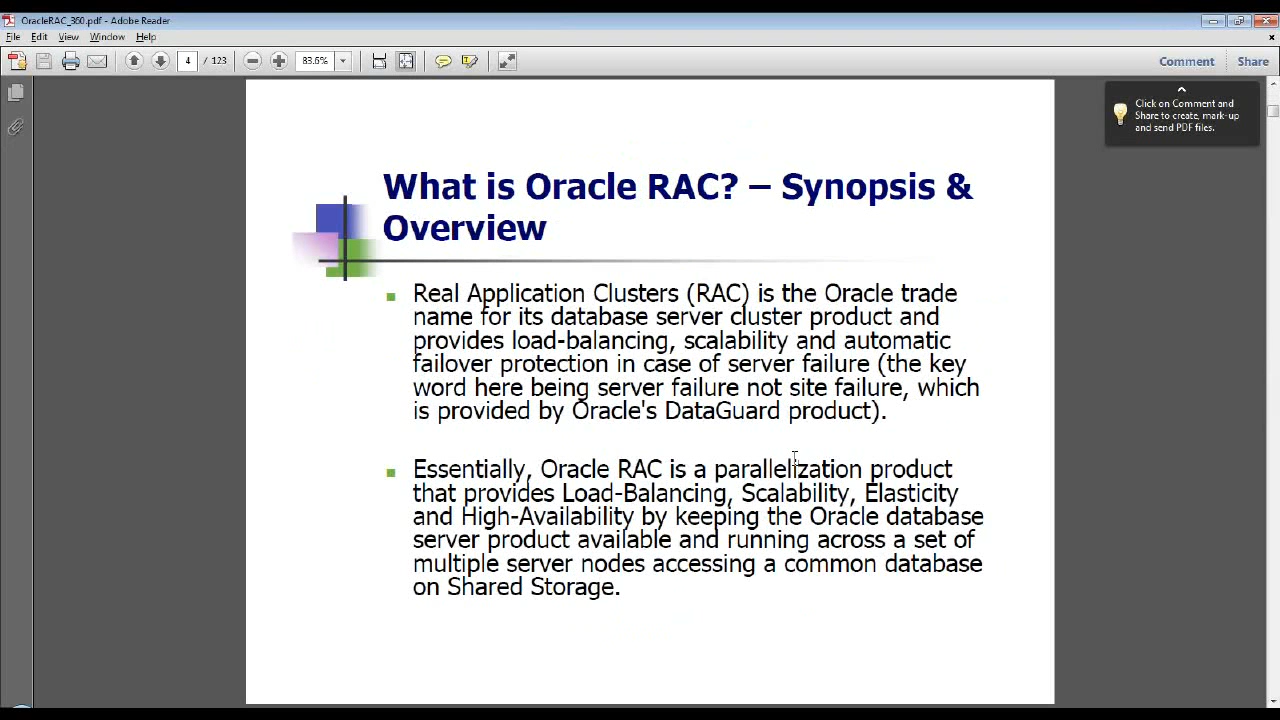 OracleRAC_360.pdf - Adobe Reader
File Edit View Window Help
4 / 123 83.6% Comment Share
Click on Comment and
Share to create, mark-up
and send PDF files.
What is Oracle RAC? – Synopsis &
Overview
Real Application Clusters (RAC) is the Oracle trade
name for its database server cluster product and
provides load-balancing, scalability and automatic
failover protection in case of server failure (the key
word here being server failure not site failure, which
is provided by Oracle's DataGuard product).
Essentially, Oracle RAC is a parallelization product
that provides Load-Balancing, Scalability, Elasticity
and High-Availability by keeping the Oracle database
server product available and running across a set of
multiple server nodes accessing a common database
on Shared Storage.